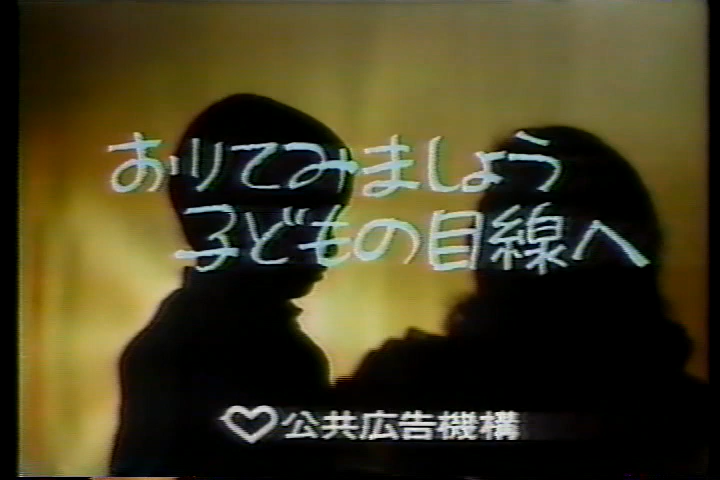 おりてみましょう
子どもの目線へ
公共広告機構